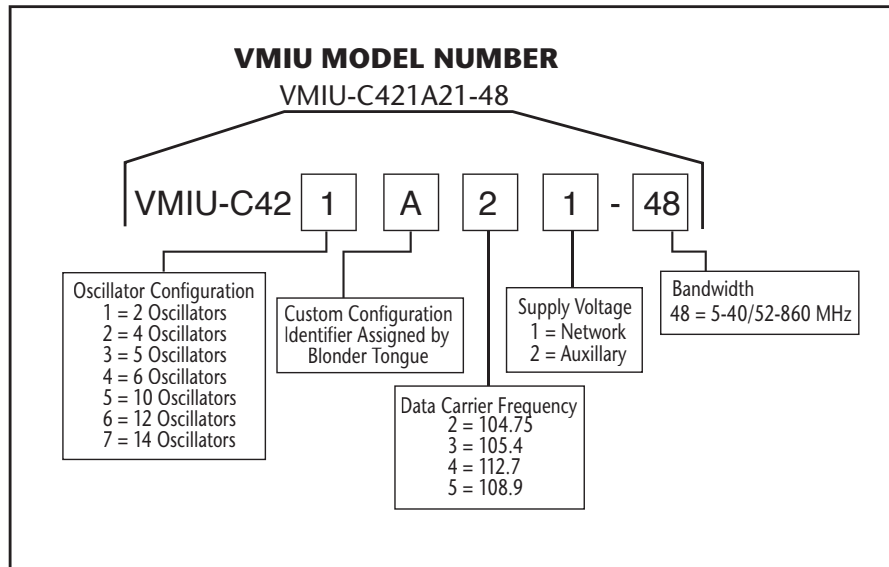 VMIU MODEL NUMBER
VMIU-C421A21-48
VMIU-C42 1 A 2 1 - 48
Oscillator Configuration
1 = 2 Oscillators
2 = 4 Oscillators
3 = 5 Oscillators
4 = 6 Oscillators
5 = 10 Oscillators
6 = 12 Oscillators
7 = 14 Oscillators
Custom Configuration
Identifier Assigned by
Blonder Tongue
Data Carrier Frequency
2 = 104.75
3 = 105.4
4 = 112.7
5 = 108.9
Supply Voltage
1 = Network
2 = Auxillary
Bandwidth
48 = 5-40/52-860 MHz